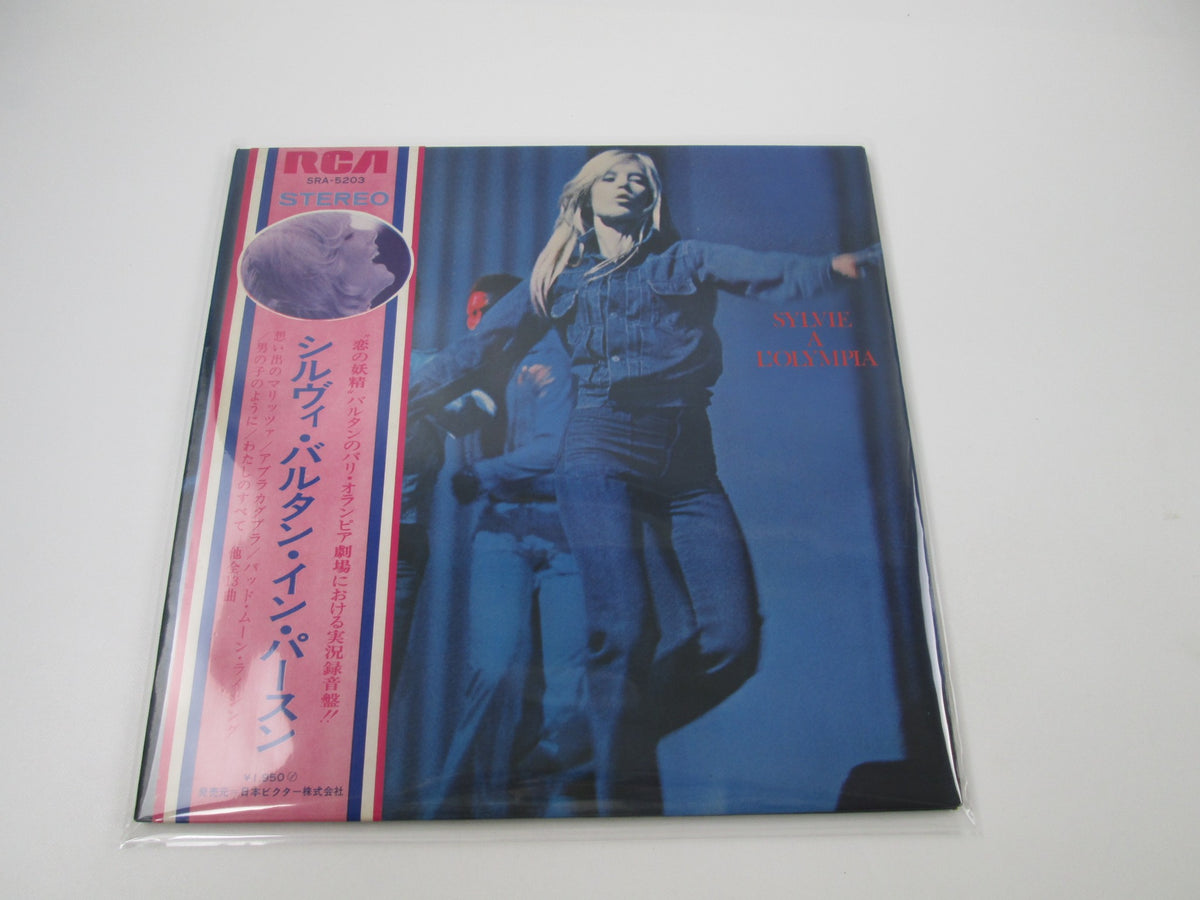 RCA
SRA-5203
STEREO
“恋の妖精”バルタンのパリ・オランピア劇場における実況録音盤!!
シルヴィ・バルタン・イン・パースン
想い出のマリッツァ/アブラカダブラ/バッド・ムーン・ライジング
/男の子のように/わたしのすべて 他全13曲
¥1,950
発売元―日本ビクター株式会社
SYLVIE
A
L'OLYMPIA